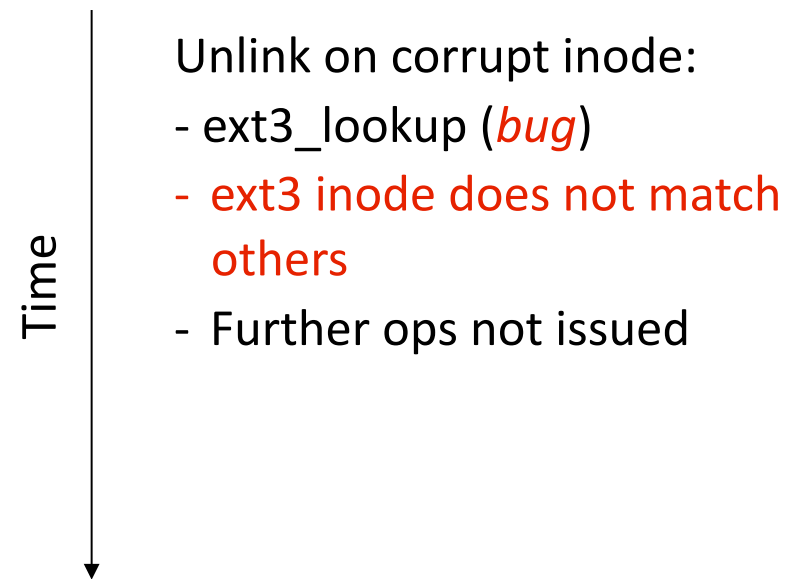 Time
Unlink on corrupt inode:
- ext3_lookup (bug)
- ext3 inode does not match
others
- Further ops not issued